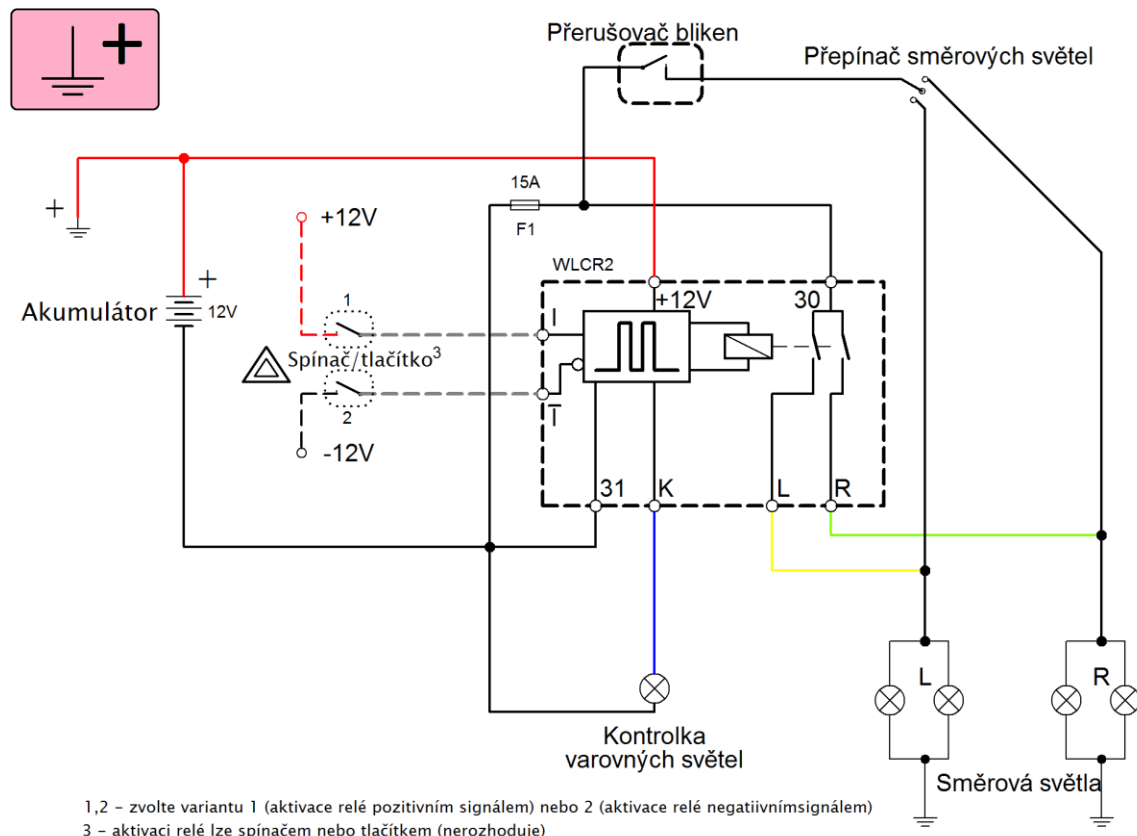 +
Přerušovač bliken
Přepínač směrových světel
+
15A
F1
+12V
WLCR2
+
Akumulátor
12V
1
+12V
30
I
Spínač/tlačítko3
I
2
-12V
31
K
L
R
L
R
Kontrolka
varovných světel
Směrová světla
1,2 – zvolte variantu 1 (aktivace relé pozitivním signálem) nebo 2 (aktivace relé negatiivnímsignálem)
3 – aktivaci relé lze spínačem nebo tlačítkem (nerozhoduje)